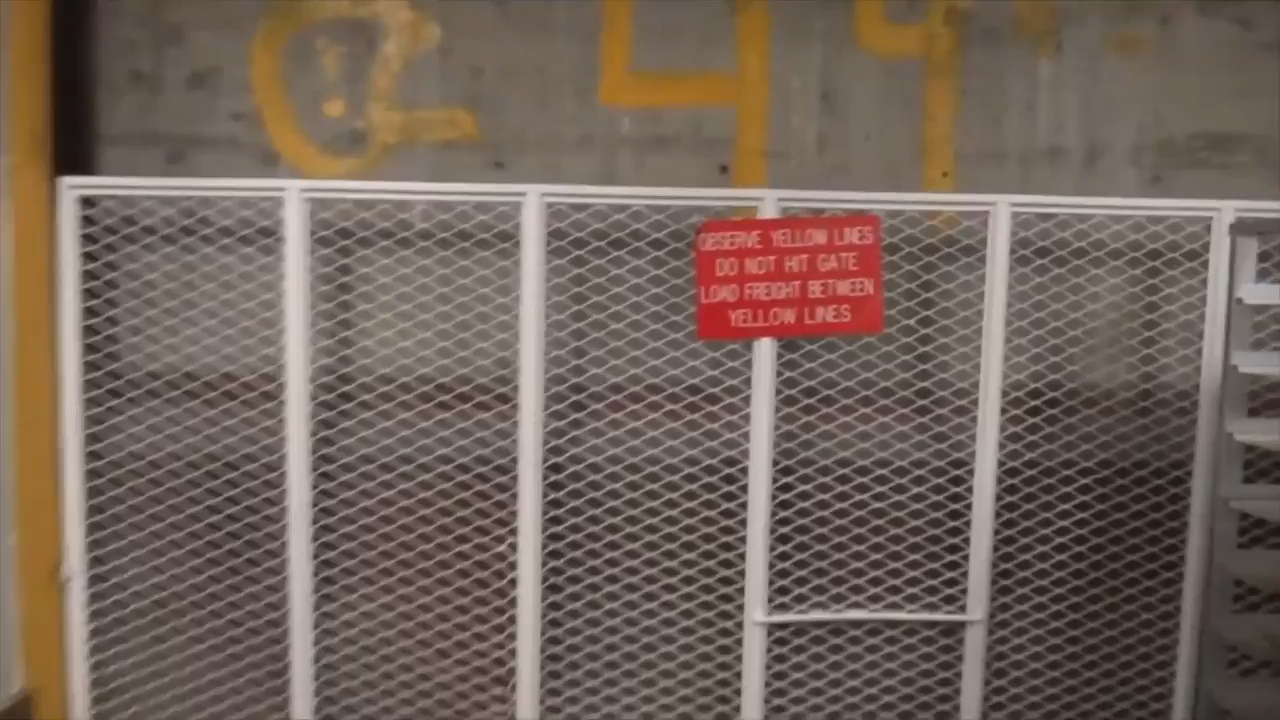 OBSERVE YELLOW LINES
DO NOT HIT GATE
LOAD FREIGHT BETWEEN
YELLOW LINES